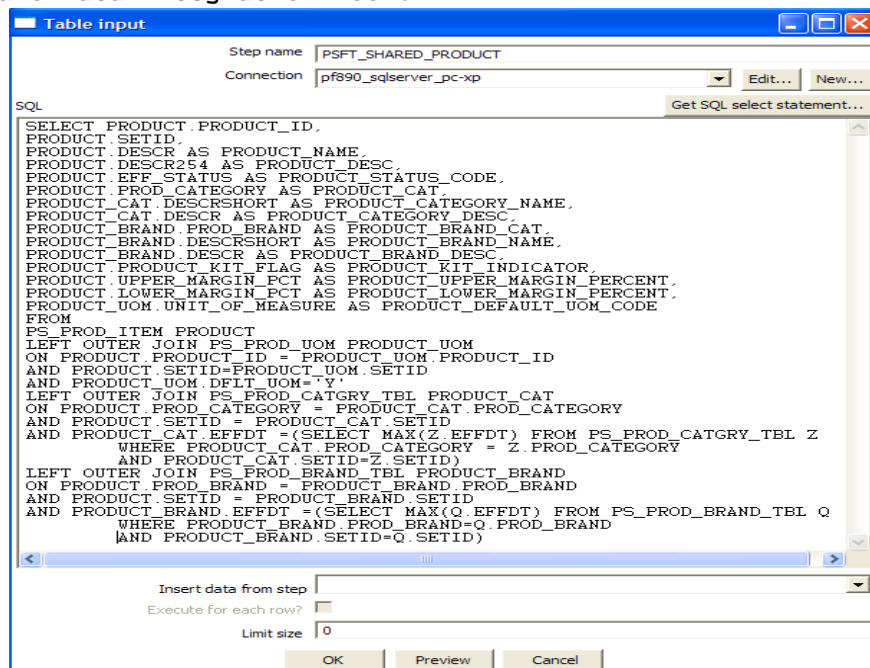 Table input
Step name PSFT_SHARED_PRODUCT
Connection pf890_sqlserver_pc-xp Edit... New...
SQL Get SQL select statement...
SELECT PRODUCT.PRODUCT_ID,
PRODUCT.SETID,
PRODUCT.DESCR AS PRODUCT_NAME,
PRODUCT.DESCR254 AS PRODUCT_DESC,
PRODUCT.EFF_STATUS AS PRODUCT_STATUS_CODE,
PRODUCT.PROD_CATEGORY AS PRODUCT_CAT,
PRODUCT_CAT.DESCRSHORT AS PRODUCT_CATEGORY_NAME,
PRODUCT_CAT.DESCR AS PRODUCT_CATEGORY_DESC,
PRODUCT_BRAND.PROD_BRAND AS PRODUCT_BRAND_CAT,
PRODUCT_BRAND.DESCRSHORT AS PRODUCT_BRAND_NAME,
PRODUCT_BRAND.DESCR AS PRODUCT_BRAND_DESC,
PRODUCT.PRODUCT_KIT_FLAG AS PRODUCT_KIT_INDICATOR,
PRODUCT.UPPER_MARGIN_PCT AS PRODUCT_UPPER_MARGIN_PERCENT,
PRODUCT.LOWER_MARGIN_PCT AS PRODUCT_LOWER_MARGIN_PERCENT,
PRODUCT_UOM.UNIT_OF_MEASURE AS PRODUCT_DEFAULT_UOM_CODE
FROM
PS_PROD_ITEM PRODUCT
LEFT OUTER JOIN PS_PROD_UOM PRODUCT_UOM
ON PRODUCT.PRODUCT_ID = PRODUCT_UOM.PRODUCT_ID
AND PRODUCT.SETID=PRODUCT_UOM.SETID
AND PRODUCT_UOM.DFLT_UOM='Y'
LEFT OUTER JOIN PS_PROD_CATGRY_TBL PRODUCT_CAT
ON PRODUCT.PROD_CATEGORY = PRODUCT_CAT.PROD_CATEGORY
AND PRODUCT.SETID = PRODUCT_CAT.SETID
AND PRODUCT_CAT.EFFDT =(SELECT MAX(Z.EFFDT) FROM PS_PROD_CATGRY_TBL Z
WHERE PRODUCT_CAT.PROD_CATEGORY = Z.PROD_CATEGORY
AND PRODUCT_CAT.SETID=Z.SETID)
LEFT OUTER JOIN PS_PROD_BRAND_TBL PRODUCT_BRAND
ON PRODUCT.PROD_BRAND = PRODUCT_BRAND.PROD_BRAND
AND PRODUCT.SETID = PRODUCT_BRAND.SETID
AND PRODUCT_BRAND.EFFDT =(SELECT MAX(Q.EFFDT) FROM PS_PROD_BRAND_TBL Q
WHERE PRODUCT_BRAND.PROD_BRAND=Q.PROD_BRAND
AND PRODUCT_BRAND.SETID=Q.SETID)
Insert data from step
Execute for each row?
Limit size 0
OK Preview Cancel